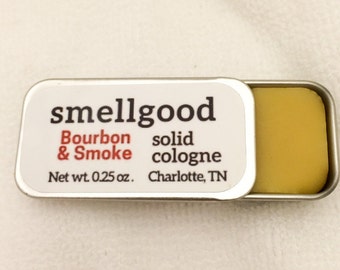 smellgood
Bourbon solid
& Smoke cologne
Net wt. 0.25 oz. Charlotte, TN